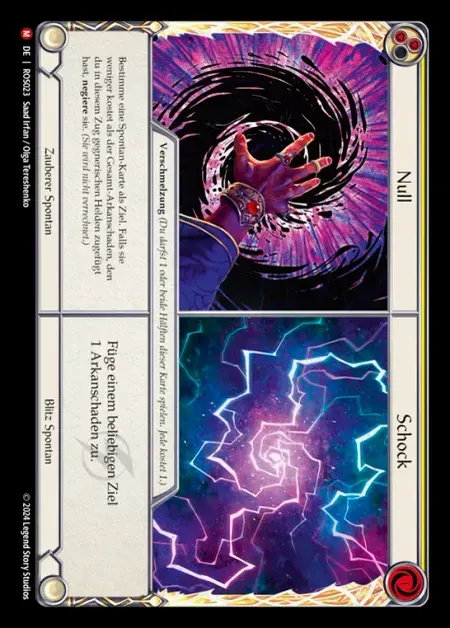 Null
Schock
Verschmelzung (Du darfst 1 oder beide Hälften dieser Karte spielen. Jede kostet 1.)
Bestimme eine Spontan-Karte als Ziel. Falls sie
weniger kostet als der Gesamt-Arkanschaden, den
du in diesem Zug gegnerischen Helden zugefügt
hast, negiere sie. (Sie wird nicht verrechnet.)
Füge einem beliebigen Ziel
1 Arkanschaden zu.
Zauberer Spontan
Blitz Spontan
M DE | ROS023 Saad Irfan / Olga Tereshenko
© 2024 Legend Story Studios